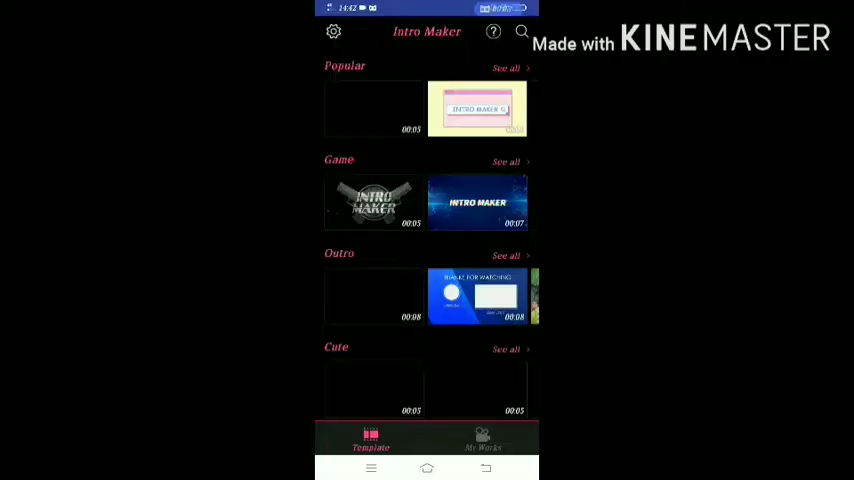 14:42
Intro Maker
?
Made with KINEMASTER
Popular
See all >
00:05
INTRO MAKER
Game
See all >
INTRO MAKER
00:05
INTRO MAKER
00:07
Outro
See all >
00:08
THANKS FOR WATCHING
00:08
Cute
See all >
00:05
00:05
Template
My Works